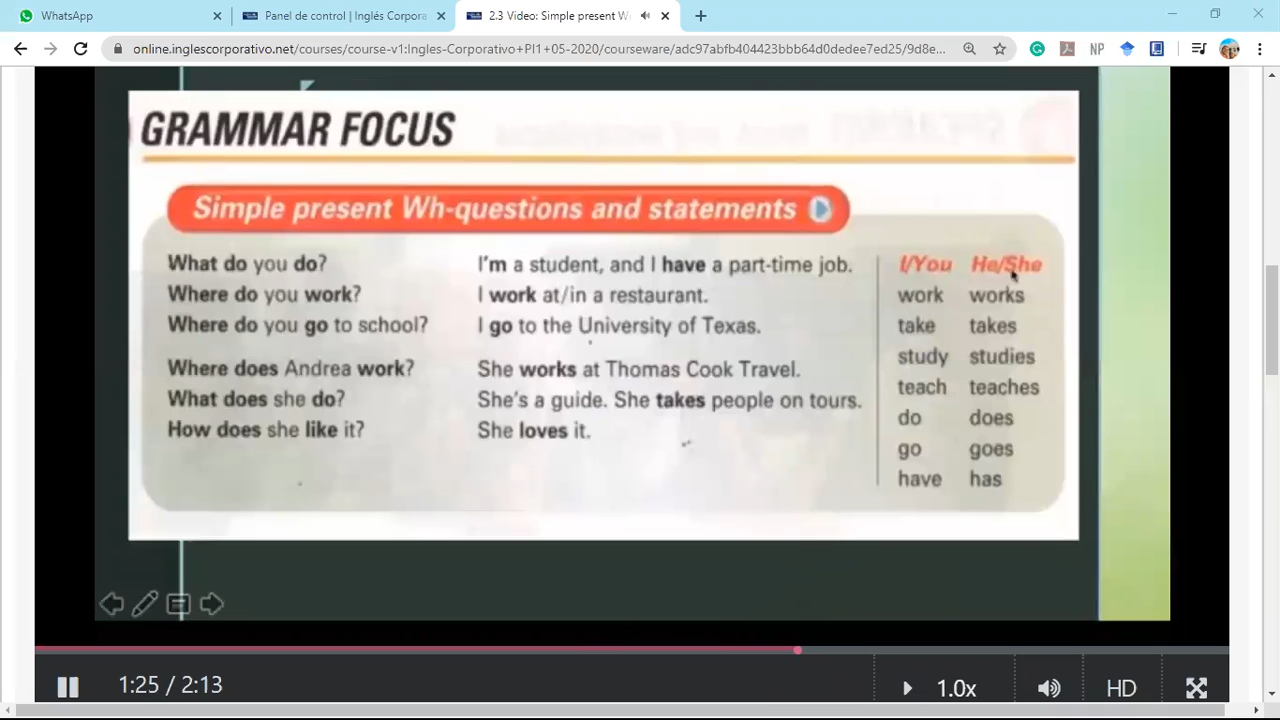 WhatsApp
Panel de control | Inglés Corpora
2.3 Video: Simple present W
online.inglescorporativo.net/courses/course-v1:Ingles-Corporativo+PI1+05-2020/courseware/adc97ab1b404423bbb64d0dedee7ed25/9d8e...
NP
GRAMMAR FOCUS
Simple present Wh-questions and statements
What do you do? I'm a student, and I have a part-time job. I/You He/She
Where do you work? I work at/in a restaurant. work works
Where do you go to school? I go to the University of Texas. take takes
study studies
Where does Andrea work? She works at Thomas Cook Travel.
teach teaches
What does she do? She's a guide. She takes people on tours.
do does
How does she like it? She loves it.
go goes
have has
1:25 / 2:13 1.0x HD